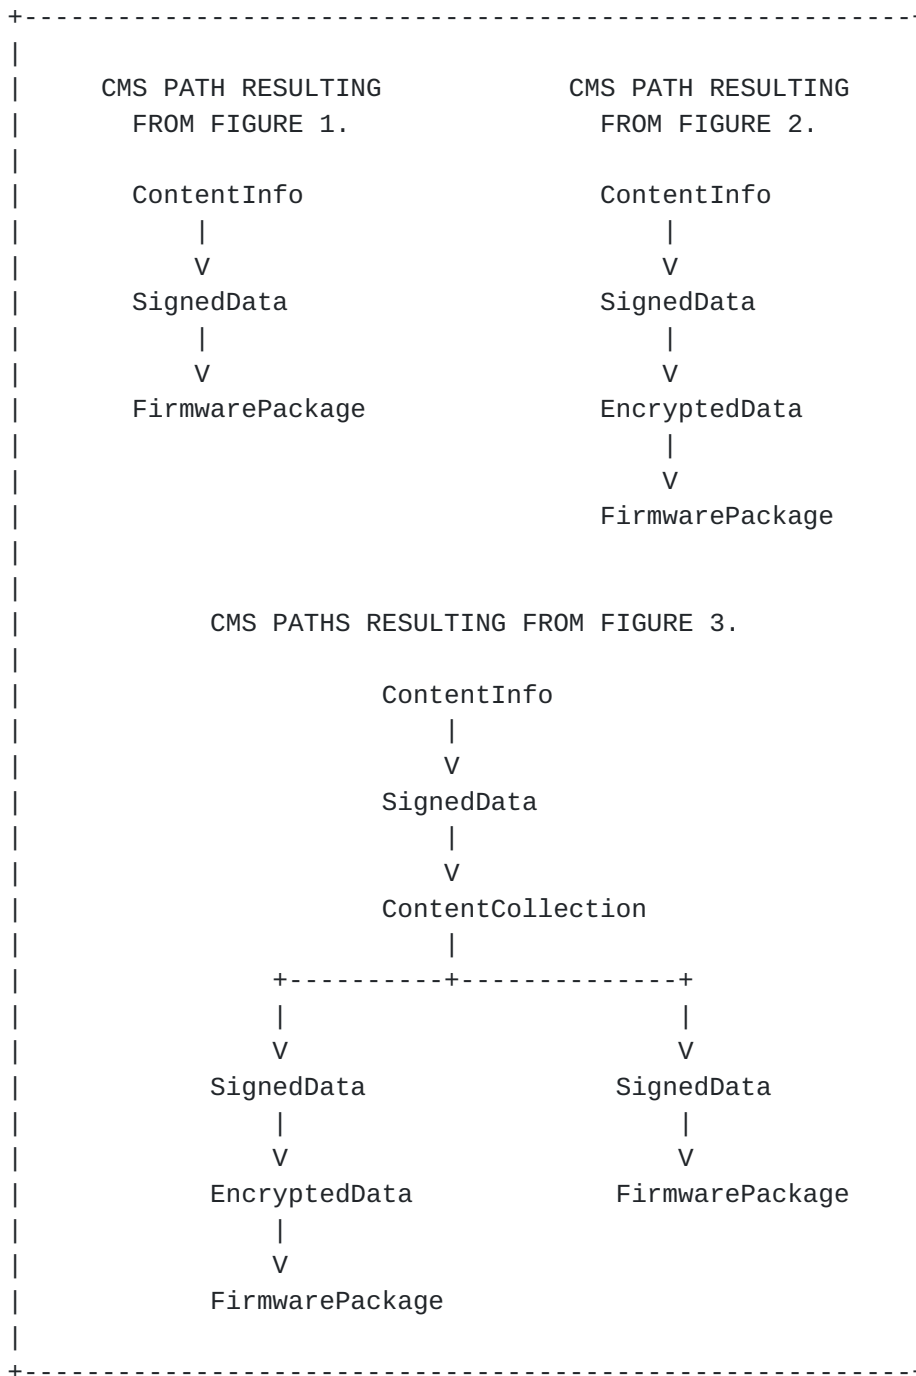 +---------------------------------------------------------+
|
|     CMS PATH RESULTING            CMS PATH RESULTING
|       FROM FIGURE 1.                FROM FIGURE 2.
|
|       ContentInfo                   ContentInfo
|           |                             |
|           V                             V
|       SignedData                    SignedData
|           |                             |
|           V                             V
|       FirmwarePackage               EncryptedData
|                                         |
|                                         V
|                                     FirmwarePackage
|
|
|            CMS PATHS RESULTING FROM FIGURE 3.
|
|                       ContentInfo
|                           |
|                           V
|                       SignedData
|                           |
|                           V
|                       ContentCollection
|                           |
|                +----------+--------------+
|                |                         |
|                V                         V
|            SignedData                SignedData
|                |                         |
|                V                         V
|            EncryptedData             FirmwarePackage
|                |
|                V
|            FirmwarePackage
|
+---------------------------------------------------------+